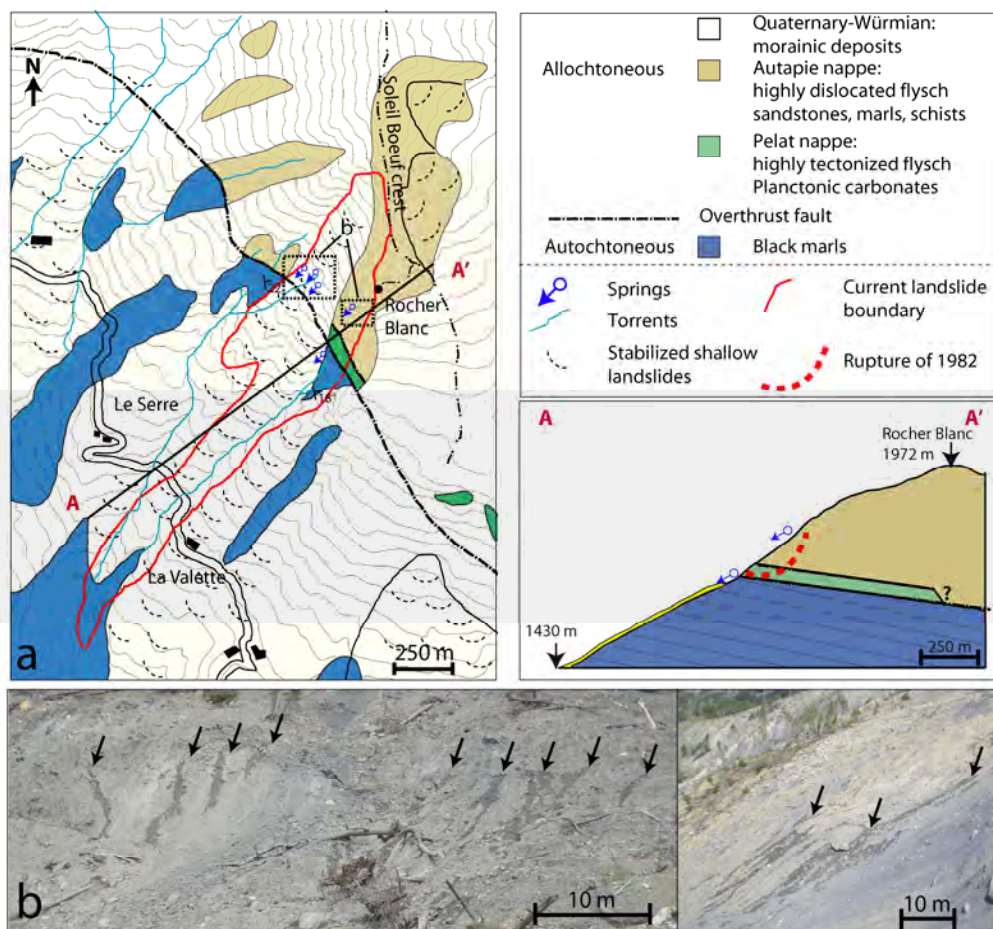 N
Soleil Boeuf crest
b
A'
Rocher
Blanc
Le Serre
A
La Valette
a
250 m
Allochtoneous
Quaternary-Würmian:
morainic deposits
Autapie nappe:
highly dislocated flysch
sandstones, marls, schists
Pelat nappe:
highly tectonized flysch
Planctonic carbonates
Overthrust fault
Autochtoneous
Black marls
Springs
Torrents
Stabilized shallow
landslides
Current landslide
boundary
Rupture of 1982
A
A'
Rocher Blanc
1972 m
?
1430 m
250 m
b
10 m
10 m